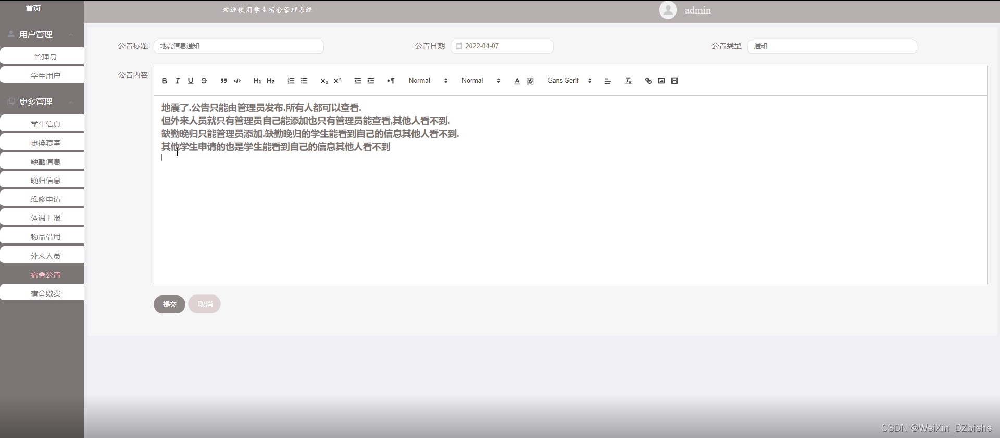 首页
欢迎使用学生宿舍管理系统
admin
用户管理
管理员
学生用户
更多管理
学生信息
更换寝室
缺勤信息
晚归信息
维修申请
体温上报
物品借用
外来人员
宿舍公告
宿舍缴费
公告标题 地震信息通知 公告日期 2022-04-07 公告类型 通知
公告内容
B I U S H1 H2 X2 X2 Normal Normal A A Sans Serif
地震了.公告只能由管理员发布.所有人都可以查看.
但外来人员就只有管理员自己能添加也只有管理员能查看,其他人看不到.
缺勤晚归只能管理员添加.缺勤晚归的学生能看到自己的信息其他人看不到.
其他学生申请的也是学生能看到自己的信息其他人看不到
提交 取消
CSDN @WeiXin_DZbishe